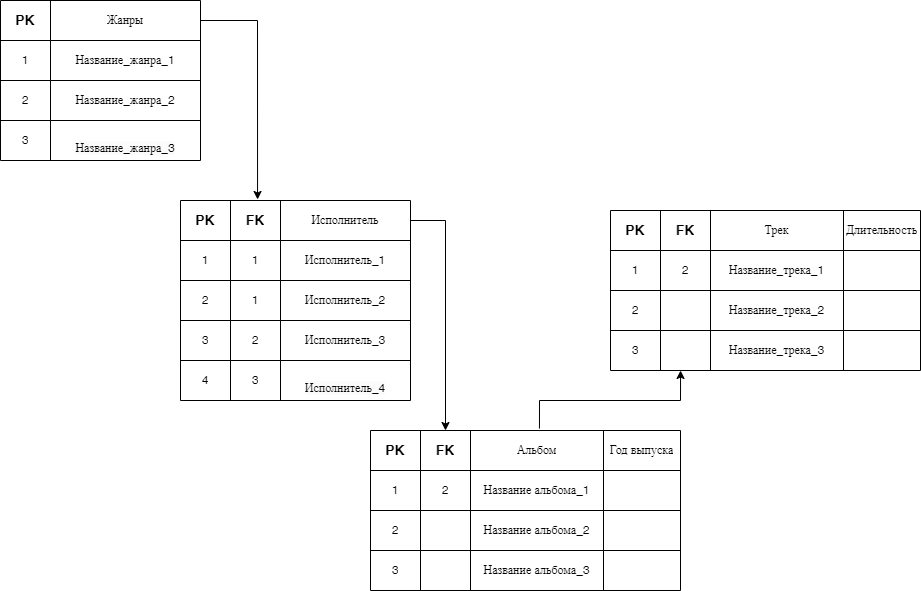 PK Жанры
1 Название_жанра_1
2 Название_жанра_2
3 Название_жанра_3
PK FK Исполнитель
1 1 Исполнитель_1
2 1 Исполнитель_2
3 2 Исполнитель_3
4 3 Исполнитель_4
PK FK Трек Длительность
1 2 Название_трека_1
2 Название_трека_2
3 Название_трека_3
PK FK Альбом Год выпуска
1 2 Название альбома_1
2 Название альбома_2
3 Название альбома_3